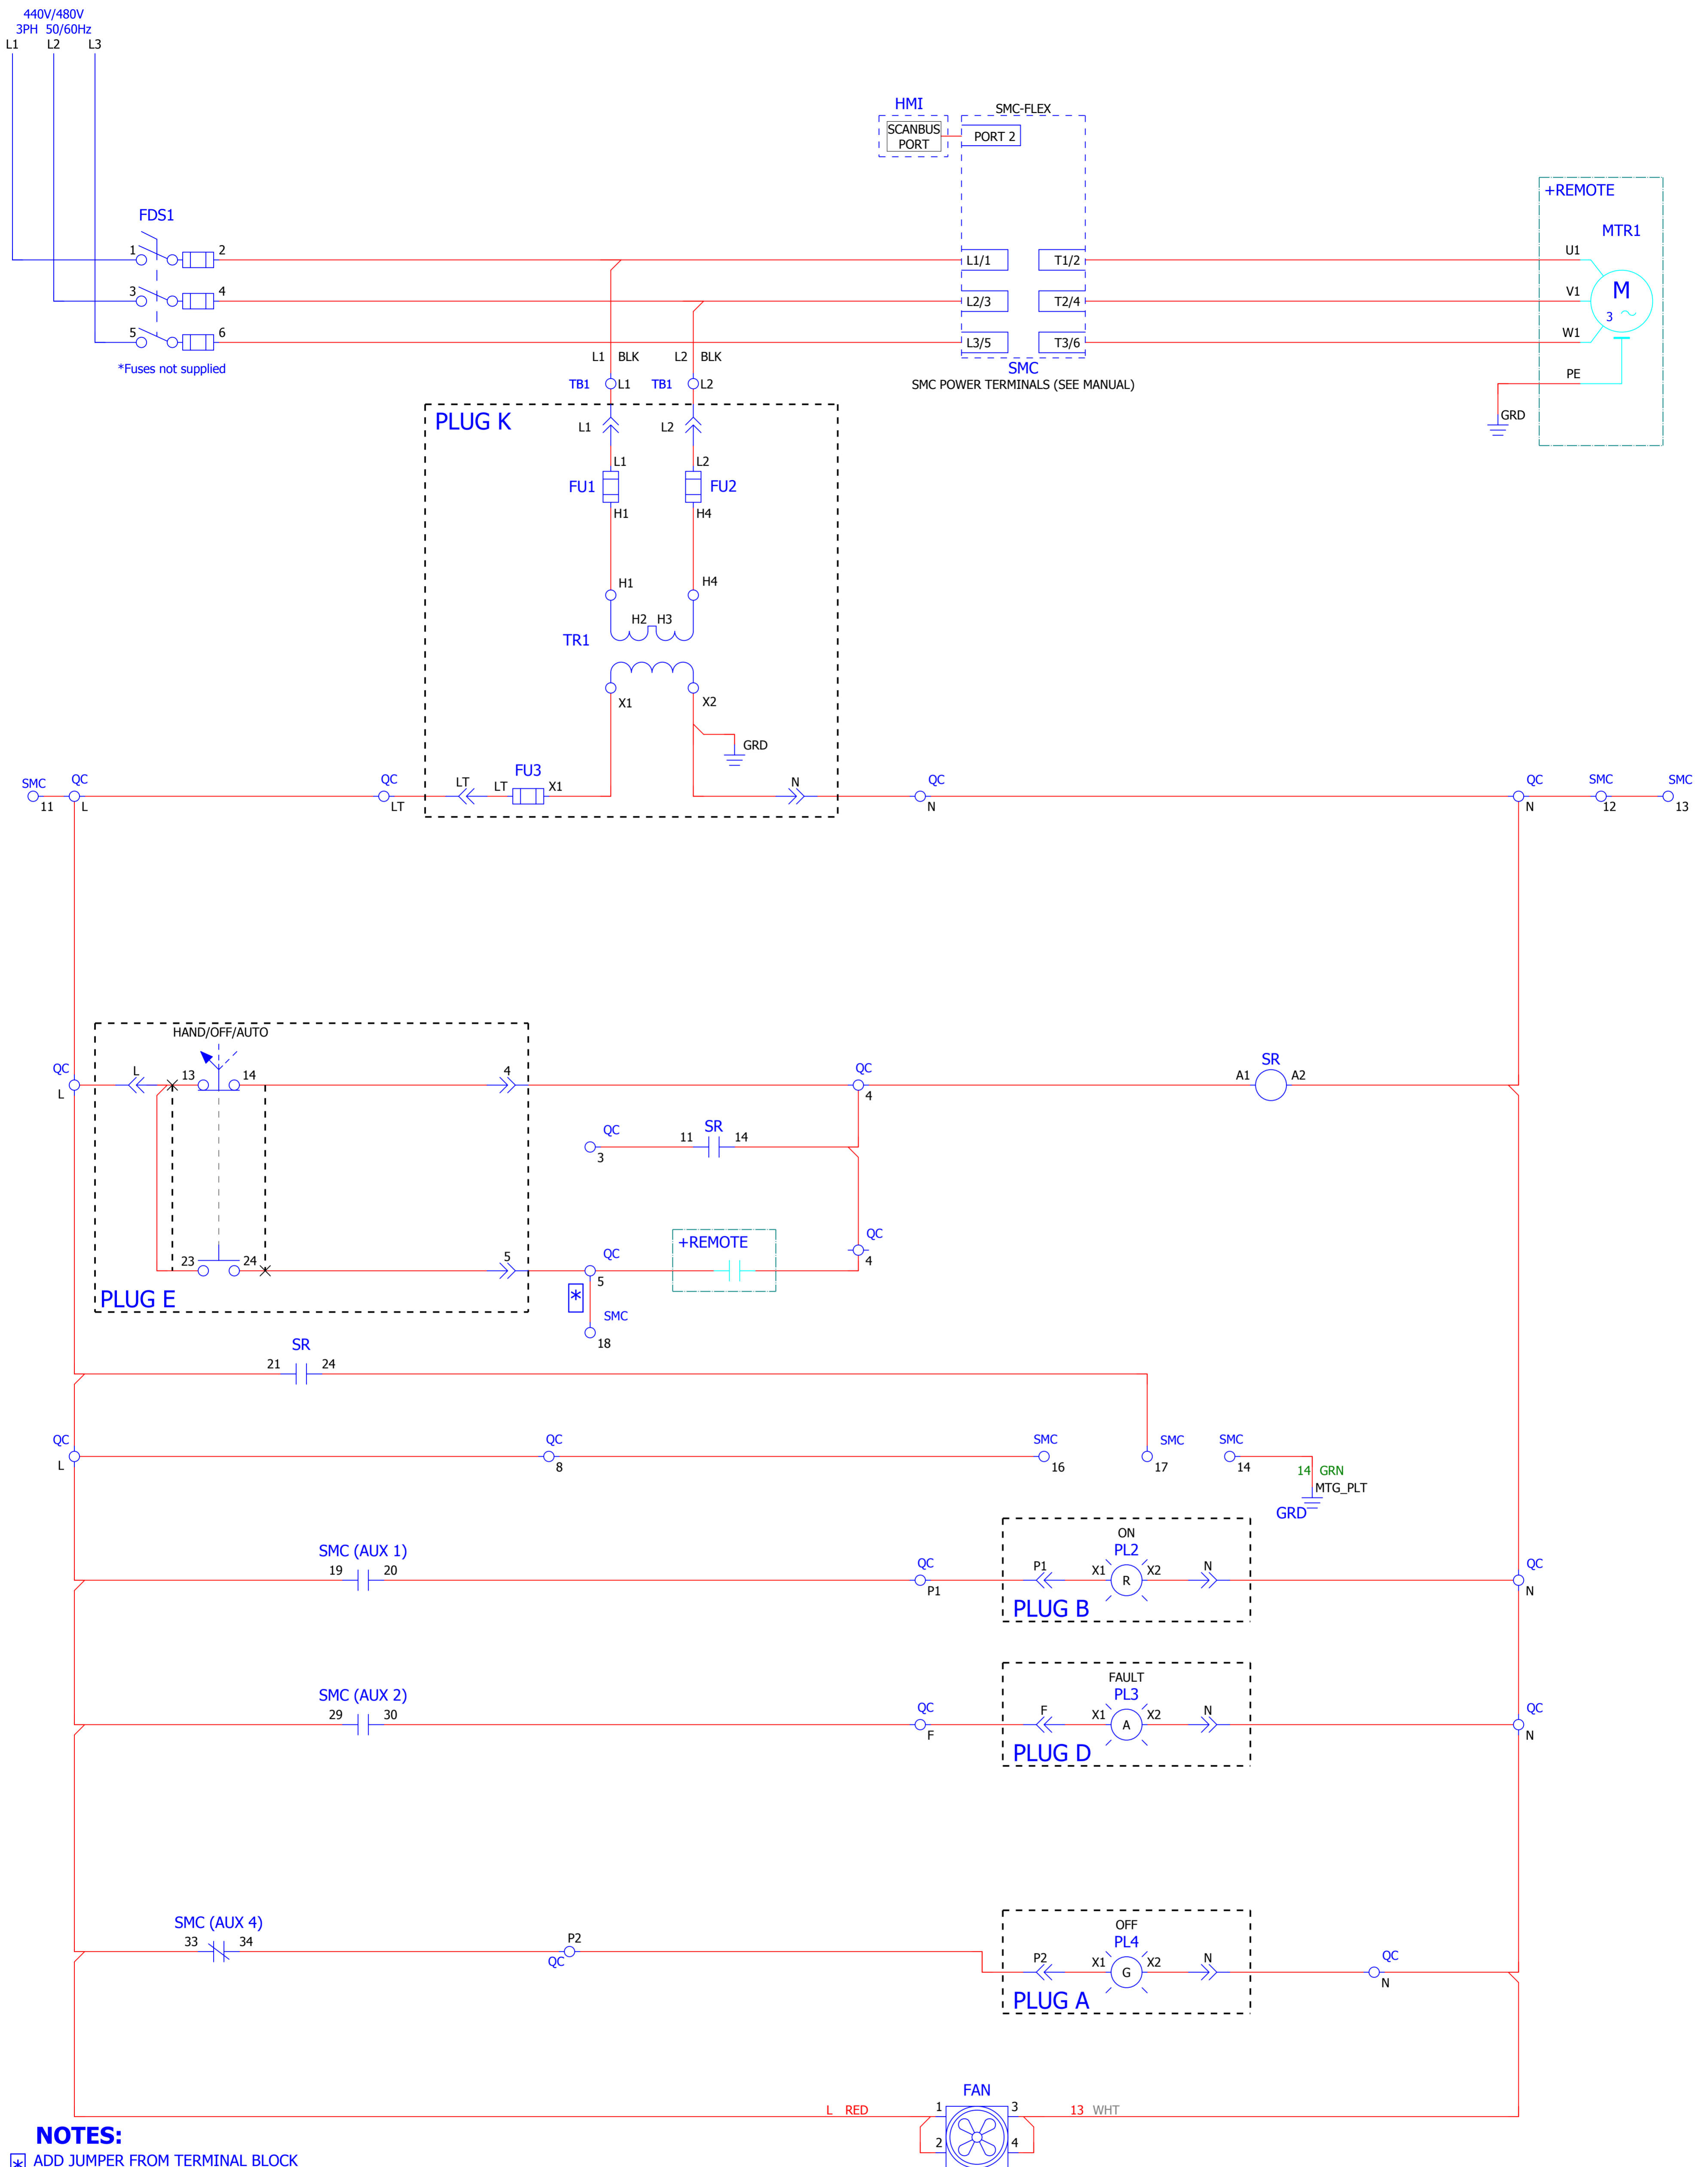 440V/480V
3PH 50/60Hz
L1 L2 L3
HMI
SMC-FLEX
SCANBUS
PORT
PORT 2
+REMOTE
MTR1
FDS1
1 2
L1/1 T1/2
U1
3 4
L2/3 T2/4
V1
M
3
5 6
L3/5 T3/6
W1
*Fuses not supplied
L1 BLK L2 BLK
SMC
SMC POWER TERMINALS (SEE MANUAL)
PE
GRD
TB1 L1 TB1 L2
PLUG K
L1 L2
L1 L2
FU1 FU2
H1 H4
H1 H4
H2 H3
TR1
X1 X2
GRD
SMC QC QC LT LT FU3 X1 N QC QC SMC SMC
11 L LT N N 12 13
HAND/OFF/AUTO
QC L 13 14 4 QC A1 SR A2
L 4
QC 11 SR 14
3
+REMOTE
QC
4
23 24 5 QC
5
PLUG E
*
SMC
18
SR
21 24
QC QC SMC SMC SMC
L 8 16 17 14
14 GRN
MTG_PLT
GRD
ON
SMC (AUX 1) PL2
19 20 QC P1 X1 R X2 N QC
P1 N
PLUG B
FAULT
SMC (AUX 2) PL3
29 30 QC F X1 A X2 N QC
F N
PLUG D
OFF
SMC (AUX 4) PL4
33 34 P2 P2 X1 G X2 N QC
QC N
PLUG A
FAN
L RED 1 3 13 WHT
2 4
NOTES:
* ADD JUMPER FROM TERMINAL BLOCK